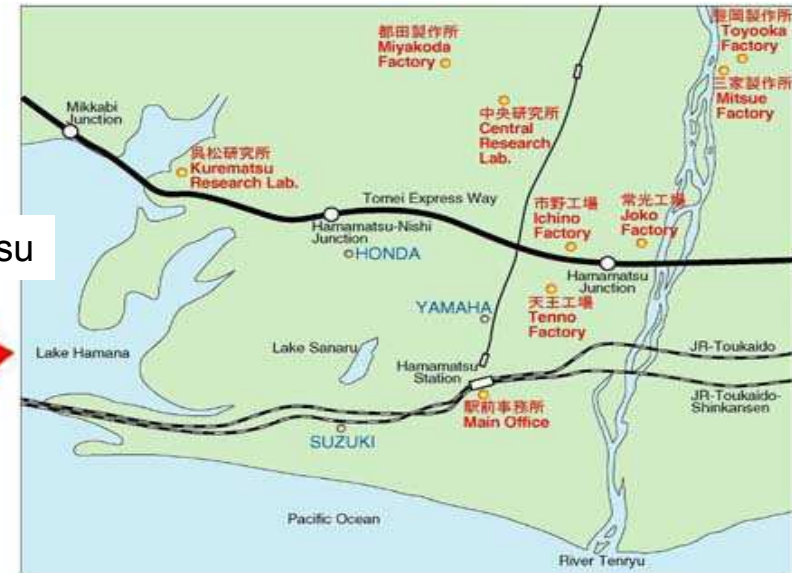 都田製作所
Miyakoda
Factory
豊岡製作所
Toyooka
Factory
三家製作所
Mitsue
Factory
中央研究所
Central
Research
Lab.
Mikkabi
Junction
呉松研究所
Kurematsu
Research Lab.
Tomei Express Way
市野工場
Ichino
Factory
常光工場
Joko
Factory
Hamamatsu-Nishi
Junction
HONDA
su
Hamamatsu
Junction
天王工場
Tenno
Factory
YAMAHA
Lake Hamana
Lake Sanaru
Hamamatsu
Station
JR-Toukaido
駅前事務所
Main Office
JR-Toukaido-
Shinkansen
SUZUKI
Pacific Ocean
River Tenryu